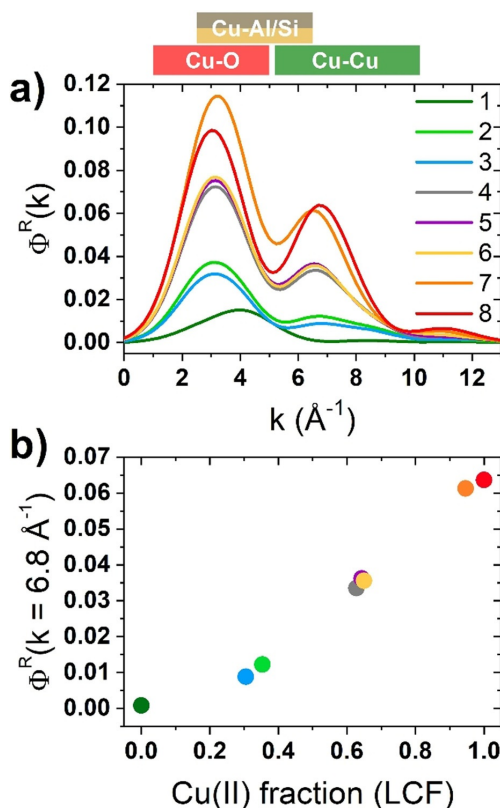 Cu-Al/Si
Cu-O
Cu-Cu
a)
0.12
0.10
0.08
0.06
0.04
0.02
0.00
Φᴿ(k)
1
2
3
4
5
6
7
8
0 2 4 6 8 10 12
k (Å⁻¹)
b)
0.07
0.06
0.05
0.04
0.03
0.02
0.01
0.00
Φᴿ(k = 6.8 Å⁻¹)
0.0 0.2 0.4 0.6 0.8 1.0
Cu(II) fraction (LCF)